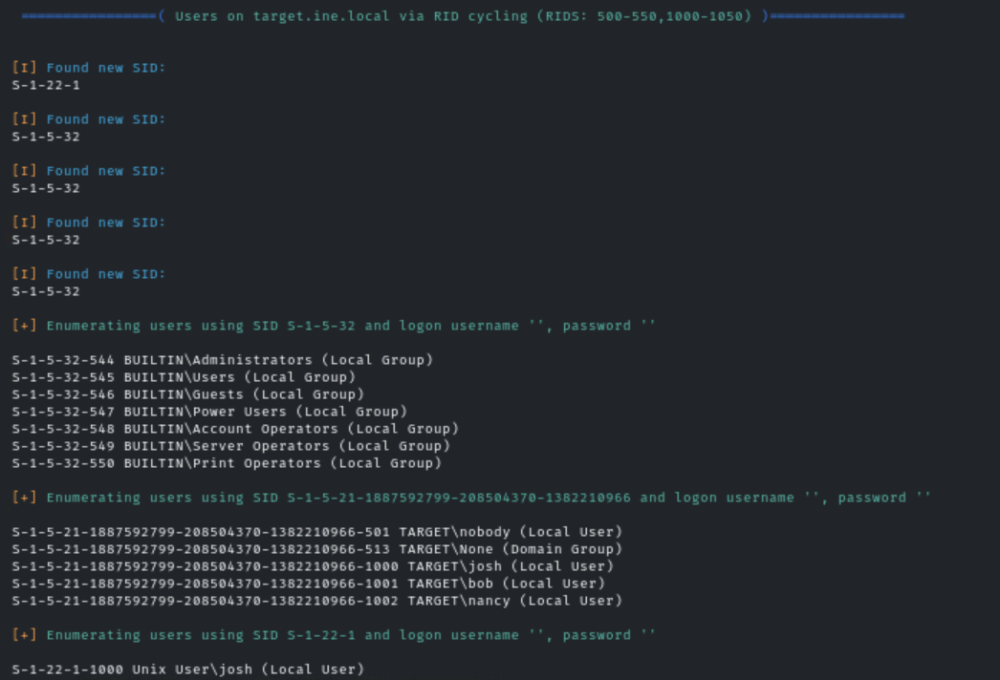 ================( Users on target.ine.local via RID cycling (RIDS: 500-550,1000-1050) )================
[I] Found new SID:
S-1-22-1
[I] Found new SID:
S-1-5-32
[I] Found new SID:
S-1-5-32
[I] Found new SID:
S-1-5-32
[I] Found new SID:
S-1-5-32
[+] Enumerating users using SID S-1-5-32 and logon username '', password ''
S-1-5-32-544 BUILTIN\Administrators (Local Group)
S-1-5-32-545 BUILTIN\Users (Local Group)
S-1-5-32-546 BUILTIN\Guests (Local Group)
S-1-5-32-547 BUILTIN\Power Users (Local Group)
S-1-5-32-548 BUILTIN\Account Operators (Local Group)
S-1-5-32-549 BUILTIN\Server Operators (Local Group)
S-1-5-32-550 BUILTIN\Print Operators (Local Group)
[+] Enumerating users using SID S-1-5-21-1887592799-208504370-1382210966 and logon username '', password ''
S-1-5-21-1887592799-208504370-1382210966-501 TARGET\nobody (Local User)
S-1-5-21-1887592799-208504370-1382210966-513 TARGET\None (Domain Group)
S-1-5-21-1887592799-208504370-1382210966-1000 TARGET\josh (Local User)
S-1-5-21-1887592799-208504370-1382210966-1001 TARGET\bob (Local User)
S-1-5-21-1887592799-208504370-1382210966-1002 TARGET\nancy (Local User)
[+] Enumerating users using SID S-1-22-1 and logon username '', password ''
S-1-22-1-1000 Unix User\josh (Local User)